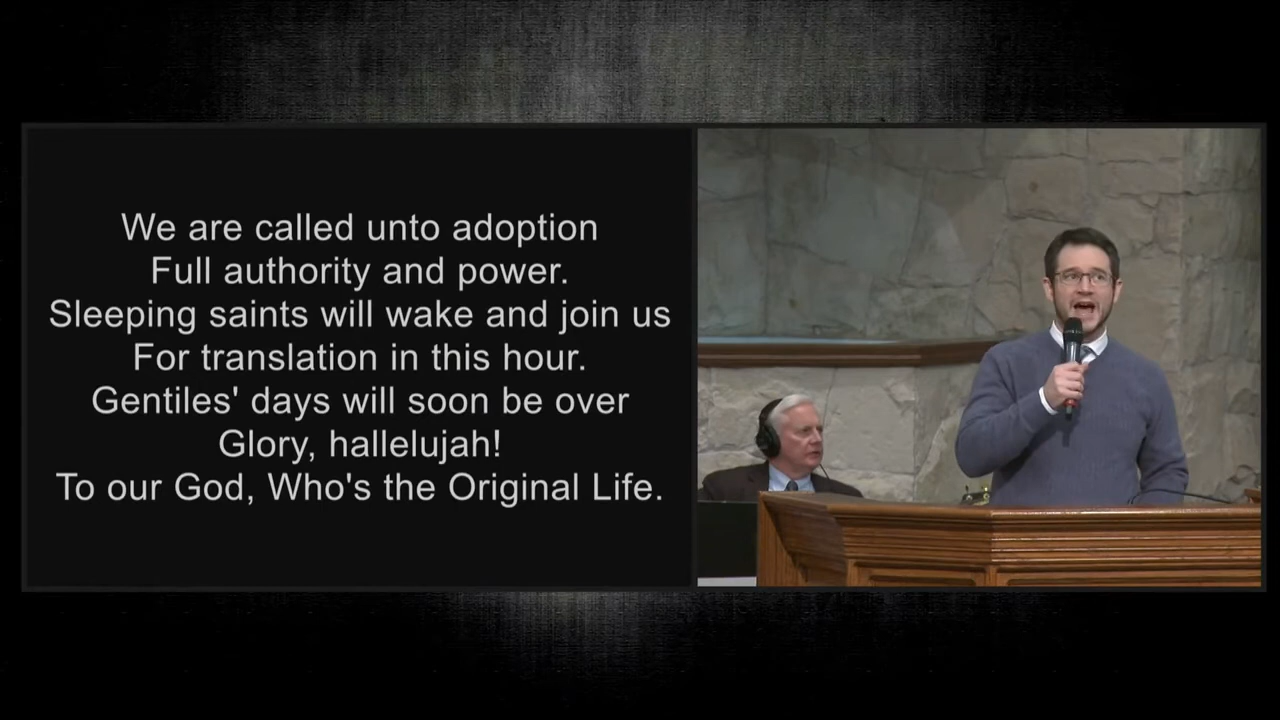 We are called unto adoption
Full authority and power.
Sleeping saints will wake and join us
For translation in this hour.
Gentiles' days will soon be over
Glory, hallelujah!
To our God, Who's the Original Life.